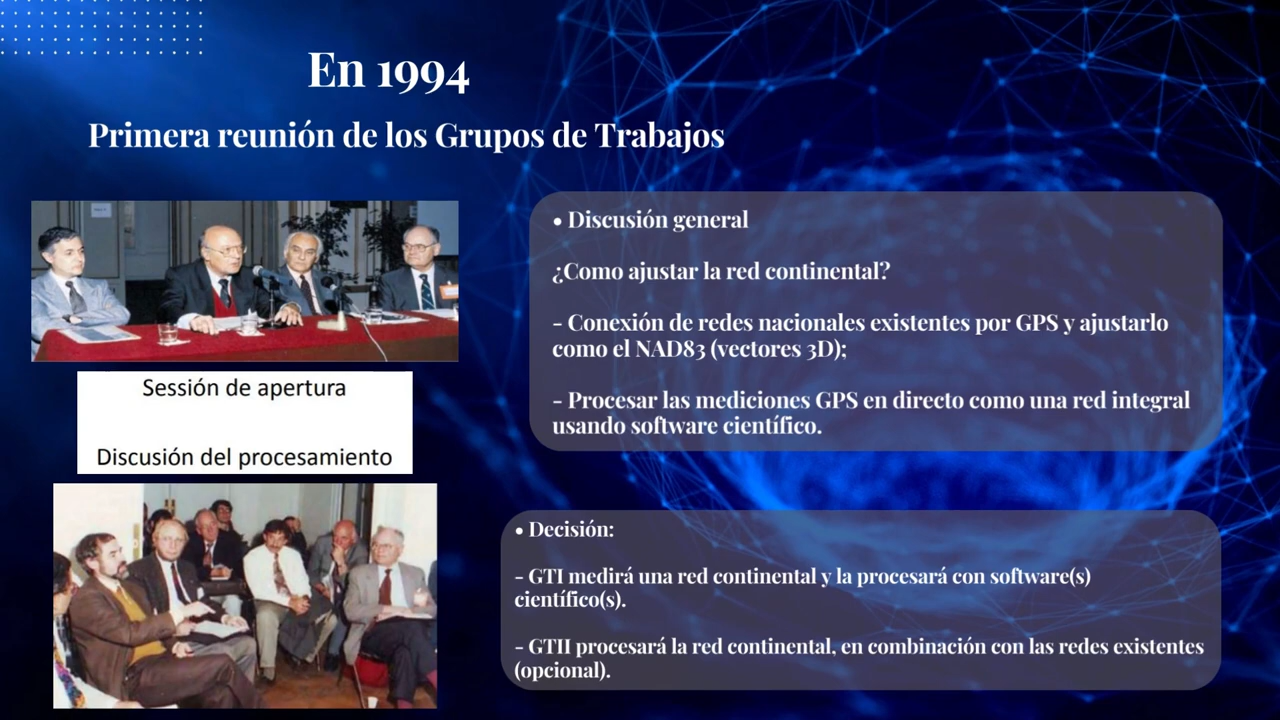 En 1994
Primera reunión de los Grupos de Trabajos
Sessión de apertura
Discusión del procesamiento
• Discusión general
¿Como ajustar la red continental?
- Conexión de redes nacionales existentes por GPS y ajustarlo
como el NAD83 (vectores 3D);
- Procesar las mediciones GPS en directo como una red integral
usando software científico.
• Decisión:
- GTI medirá una red continental y la procesará con software(s)
científico(s).
- GTII procesará la red continental, en combinación con las redes existentes
(opcional).